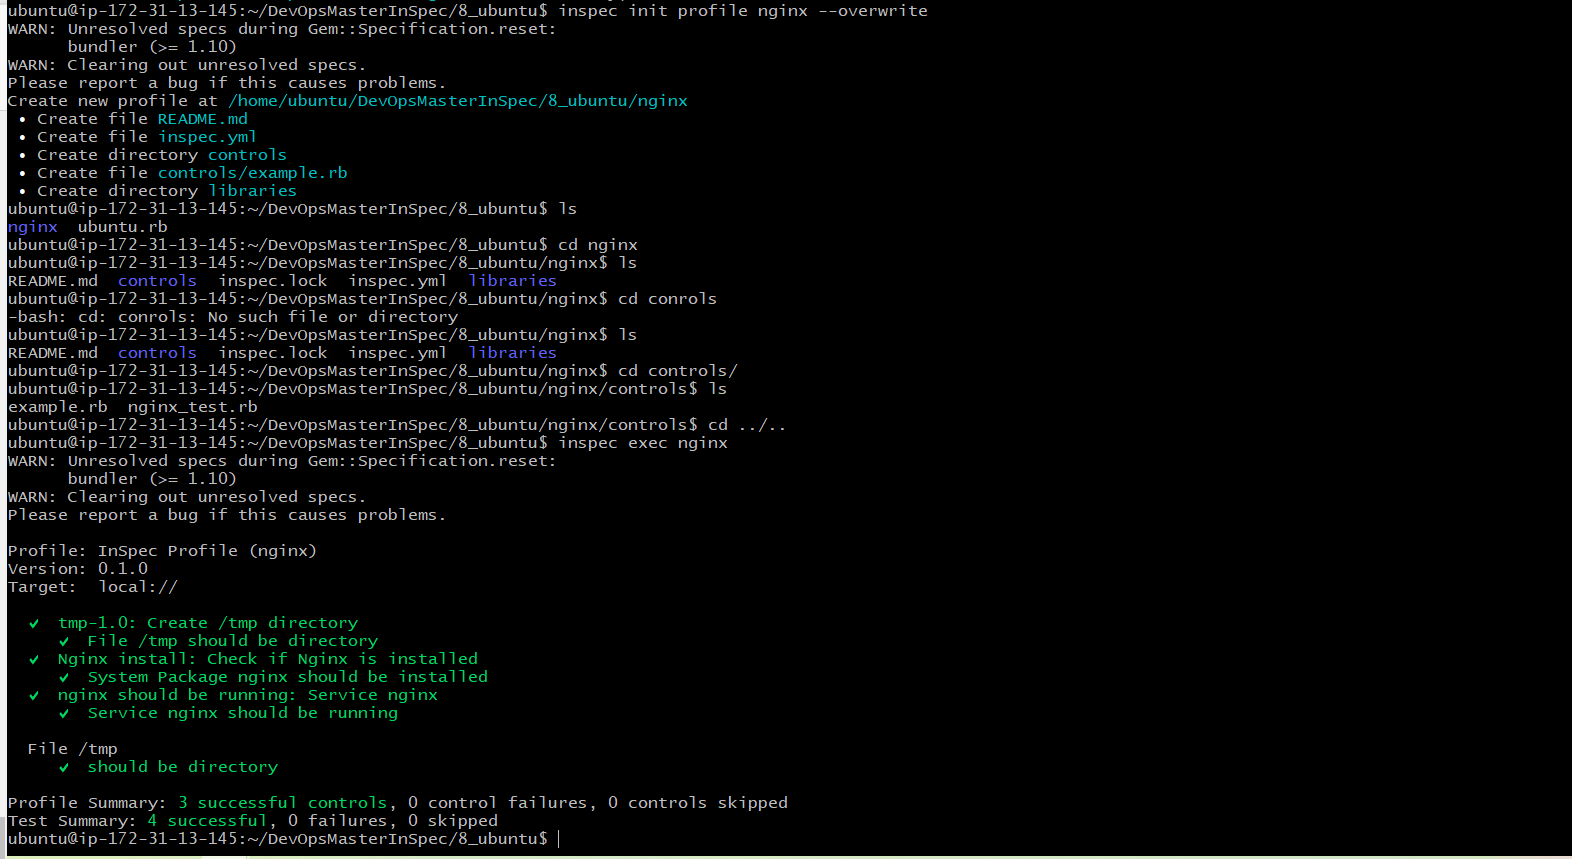 ubuntu@ip-172-31-13-145:~/DevOpsMasterInSpec/8_ubuntu$ inspec init profile nginx --overwrite
WARN: Unresolved specs during Gem::Specification.reset:
      bundler (>= 1.10)
WARN: Clearing out unresolved specs.
Please report a bug if this causes problems.
Create new profile at /home/ubuntu/DevOpsMasterInSpec/8_ubuntu/nginx
 • Create file README.md
 • Create file inspec.yml
 • Create directory controls
 • Create file controls/example.rb
 • Create directory libraries
ubuntu@ip-172-31-13-145:~/DevOpsMasterInSpec/8_ubuntu$ ls
nginx  ubuntu.rb
ubuntu@ip-172-31-13-145:~/DevOpsMasterInSpec/8_ubuntu$ cd nginx
ubuntu@ip-172-31-13-145:~/DevOpsMasterInSpec/8_ubuntu/nginx$ ls
README.md  controls  inspec.lock  inspec.yml  libraries
ubuntu@ip-172-31-13-145:~/DevOpsMasterInSpec/8_ubuntu/nginx$ cd conrols
-bash: cd: conrols: No such file or directory
ubuntu@ip-172-31-13-145:~/DevOpsMasterInSpec/8_ubuntu/nginx$ ls
README.md  controls  inspec.lock  inspec.yml  libraries
ubuntu@ip-172-31-13-145:~/DevOpsMasterInSpec/8_ubuntu/nginx$ cd controls/
ubuntu@ip-172-31-13-145:~/DevOpsMasterInSpec/8_ubuntu/nginx/controls$ ls
example.rb  nginx_test.rb
ubuntu@ip-172-31-13-145:~/DevOpsMasterInSpec/8_ubuntu/nginx/controls$ cd ../..
ubuntu@ip-172-31-13-145:~/DevOpsMasterInSpec/8_ubuntu$ inspec exec nginx
WARN: Unresolved specs during Gem::Specification.reset:
      bundler (>= 1.10)
WARN: Clearing out unresolved specs.
Please report a bug if this causes problems.
Profile: InSpec Profile (nginx)
Version: 0.1.0
Target:  local://
  ✔  tmp-1.0: Create /tmp directory
     ✔  File /tmp should be directory
  ✔  Nginx install: Check if Nginx is installed
     ✔  System Package nginx should be installed
  ✔  nginx should be running: Service nginx
     ✔  Service nginx should be running
  File /tmp
     ✔  should be directory
Profile Summary: 3 successful controls, 0 control failures, 0 controls skipped
Test Summary: 4 successful, 0 failures, 0 skipped
ubuntu@ip-172-31-13-145:~/DevOpsMasterInSpec/8_ubuntu$